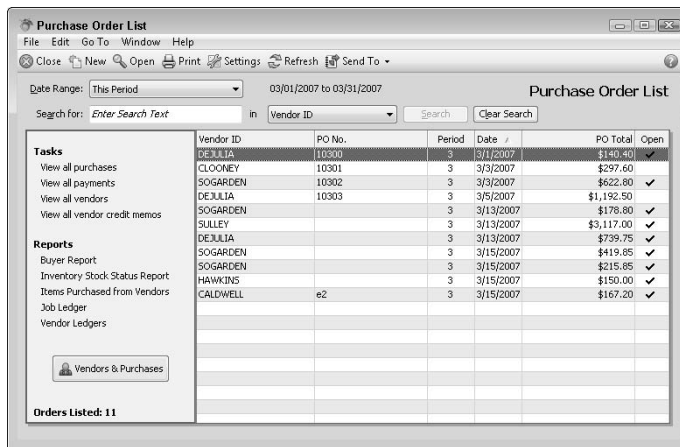 Purchase Order List
File Edit Go To Window Help
Close New Open Print Settings Refresh Send To
Date Range: This Period 03/01/2007 to 03/31/2007 Purchase Order List
Search for: Enter Search Text in Vendor ID Search Clear Search
Tasks
View all purchases
View all payments
View all vendors
View all vendor credit memos
Reports
Buyer Report
Inventory Stock Status Report
Items Purchased from Vendors
Job Ledger
Vendor Ledgers
Vendors & Purchases
Orders Listed: 11
Vendor ID PO No. Period Date / PO Total Open
DEJULIA 10300 3 3/1/2007 $140.40 ✓
CLOONEY 10301 3 3/3/2007 $297.60
SOGARDEN 10302 3 3/3/2007 $622.80 ✓
DEJULIA 10303 3 3/5/2007 $1,192.50
SOGARDEN 3 3/13/2007 $178.80 ✓
SULLEY 3 3/13/2007 $3,117.00 ✓
DEJULIA 3 3/13/2007 $739.75 ✓
SOGARDEN 3 3/15/2007 $419.85 ✓
SOGARDEN 3 3/15/2007 $215.85 ✓
HAWKINS 3 3/15/2007 $150.00 ✓
CALDWELL e2 3 3/15/2007 $167.20 ✓